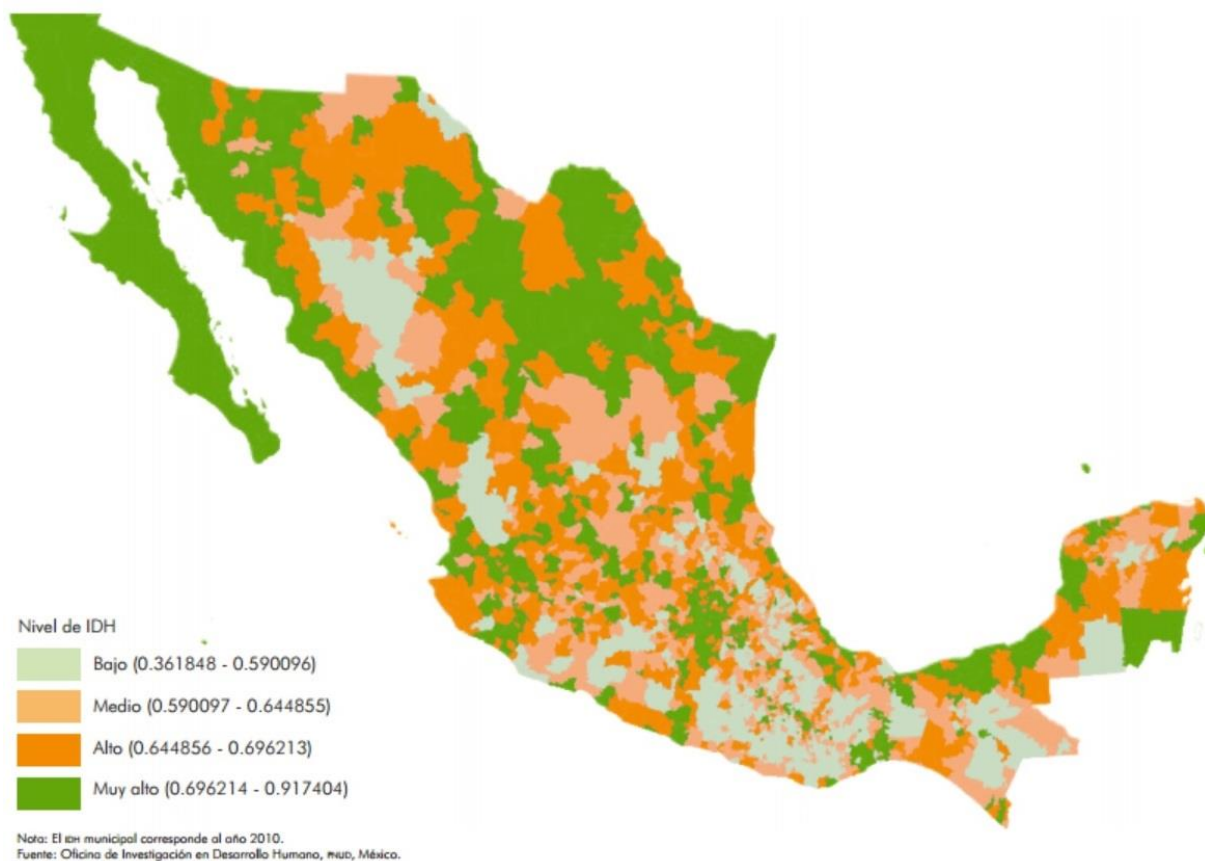 Nivel de IDH
Bajo (0.361848 - 0.590096)
Medio (0.590097 - 0.644855)
Alto (0.644856 - 0.696213)
Muy alto (0.696214 - 0.917404)
Nota: El IDH municipal corresponde al año 2010.
Fuente: Oficina de Investigación en Desarrollo Humano, PNUD, México.